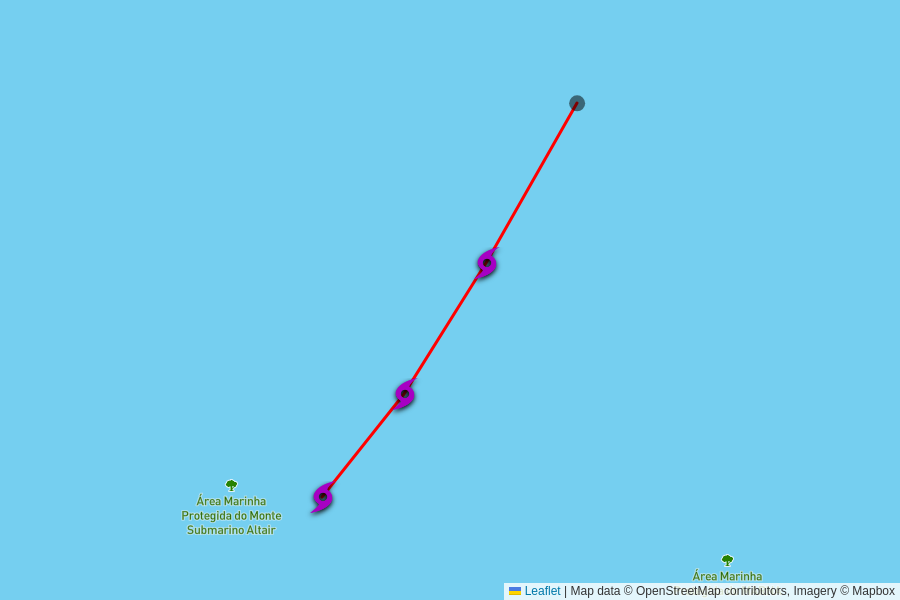 Área Marinha
Protegida do Monte
Submarino Altair
Área Marinha
Leaflet | Map data © OpenStreetMap contributors, Imagery © Mapbox